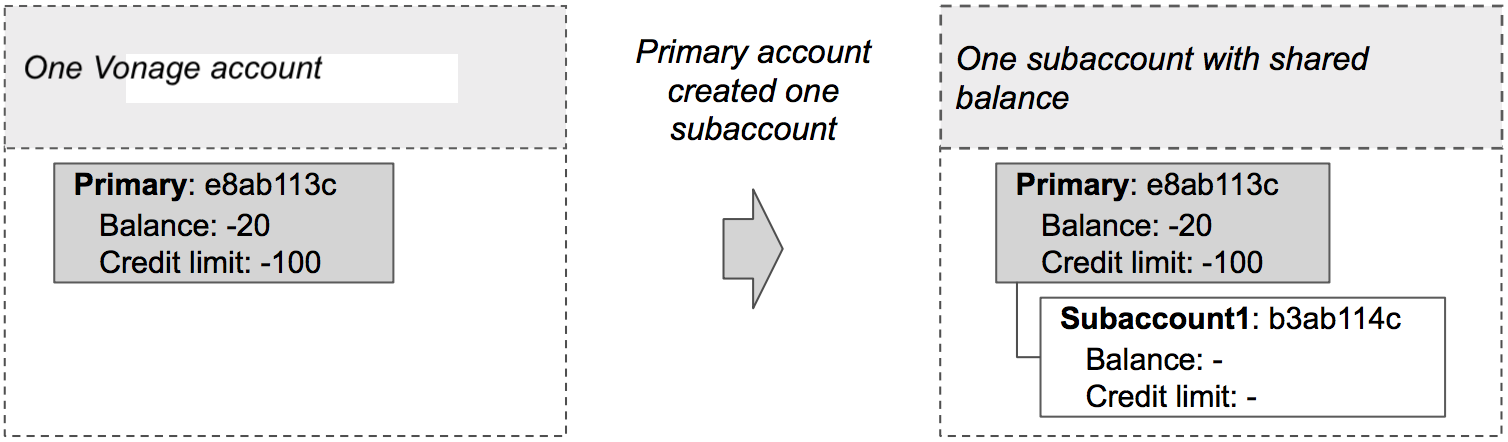 One Vonage account
Primary: e8ab113c
Balance: -20
Credit limit: -100
Primary account
created one
subaccount
One subaccount with shared
balance
Primary: e8ab113c
Balance: -20
Credit limit: -100
Subaccount1: b3ab114c
Balance: -
Credit limit: -